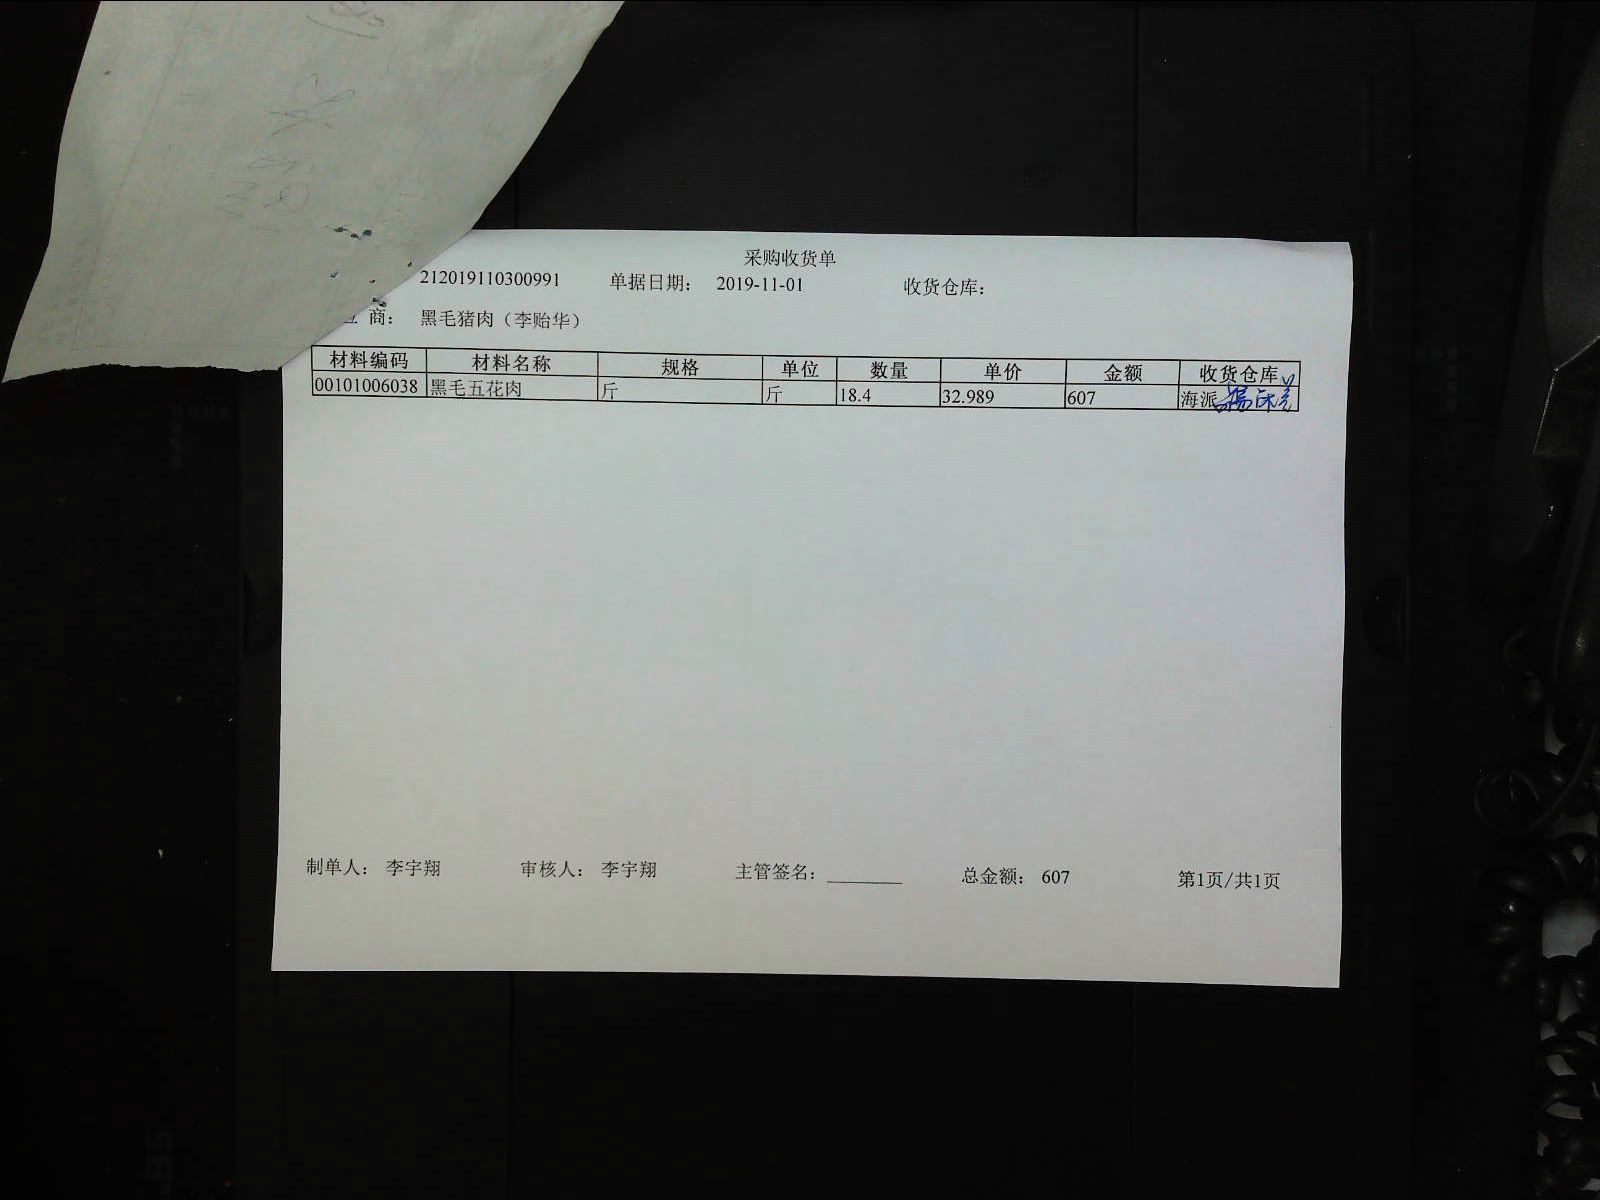 采购收货单
212019110300991 单据日期： 2019-11-01 收货仓库：
商： 黑毛猪肉（李贻华）
材料编码 材料名称 规格 单位 数量 单价 金额 收货仓库
00101006038 黑毛五花肉 斤 斤 18.4 32.989 607 海派
制单人： 李宇翔 审核人： 李宇翔 主管签名： 总金额： 607 第1页/共1页